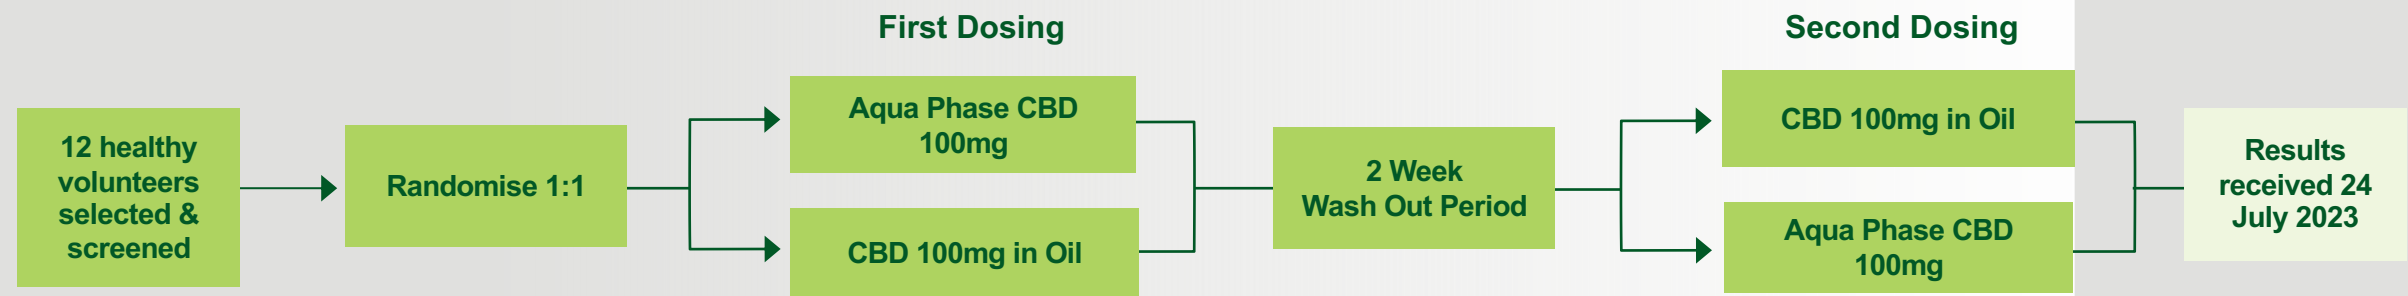 First Dosing
Second Dosing
12 healthy
volunteers
selected &
screened
Randomise 1:1
Aqua Phase CBD
100mg
CBD 100mg in Oil
2 Week
Wash Out Period
CBD 100mg in Oil
Aqua Phase CBD
100mg
Results
received 24
July 2023